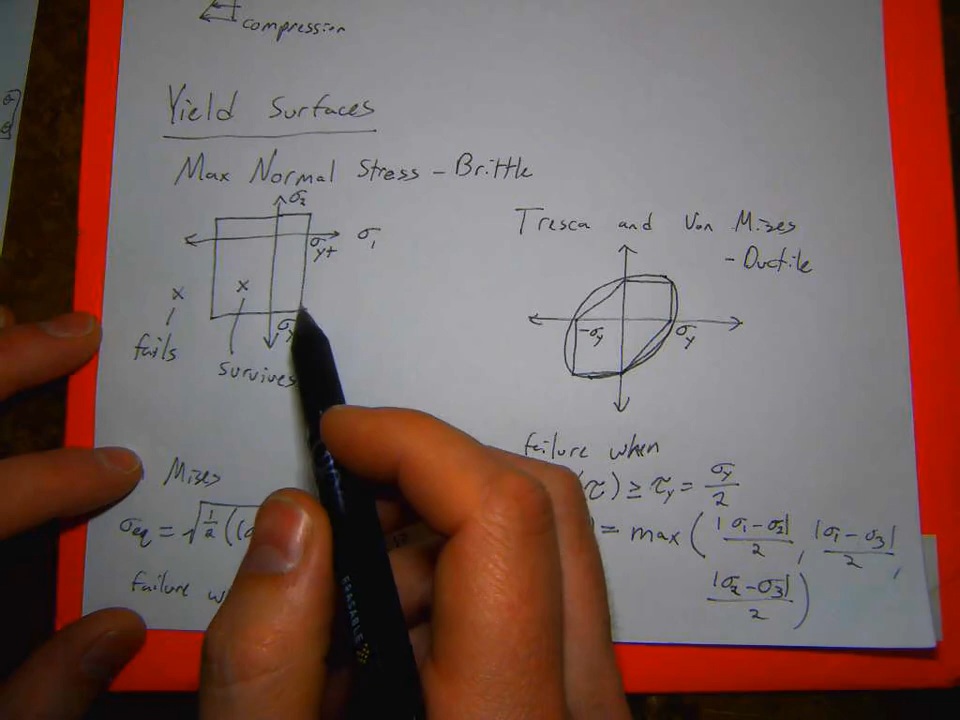 compression
Yield Surfaces
Max Normal Stress - Brittle
σ₂
σyt
σ₁
σy
x
x
fails
survives
Tresca and Von Mises
- Ductile
-σy
σy
Mises
σeq = √½((σ
failure w
failure when
(τ) ≥ τy = σy/2
) = max (|σ₁-σ₂|/2, |σ₁-σ₃|/2,
|σ₂-σ₃|/2)
ERASABLE